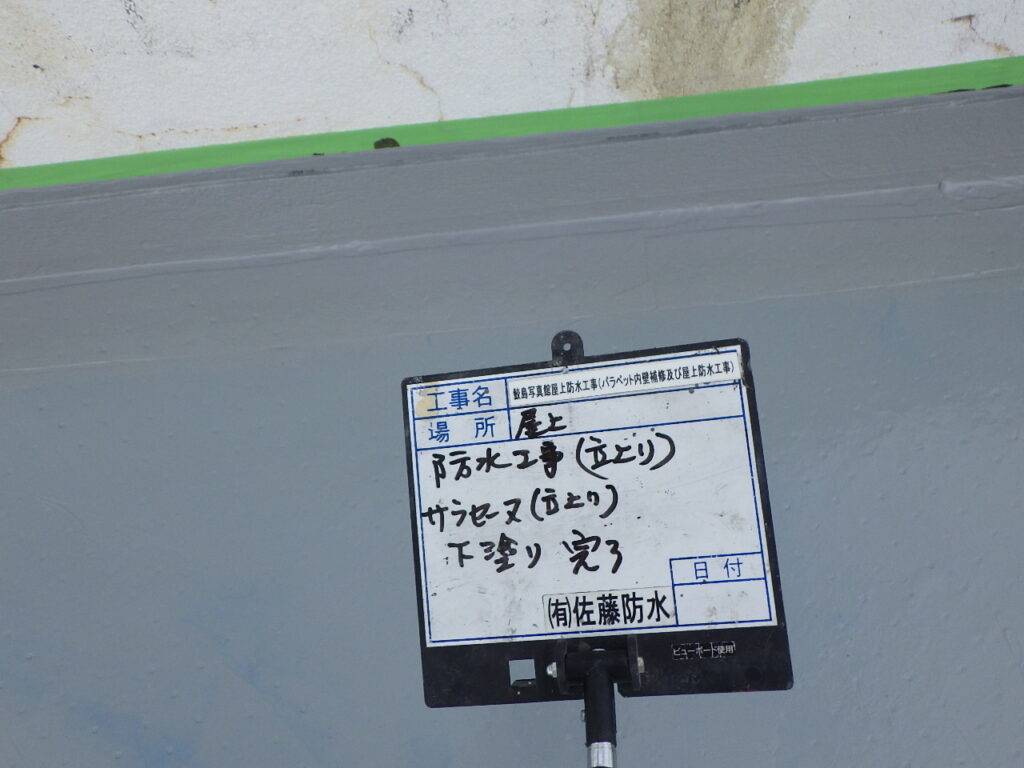 工事名 鮫島写真館屋上防水工事(パラペット内壁補修及び屋上防水工事)
場所 屋上
防水工事(立上り)
サラセーヌ(立上り)
下塗り 完了
日付
(有)佐藤防水
ビューボード使用